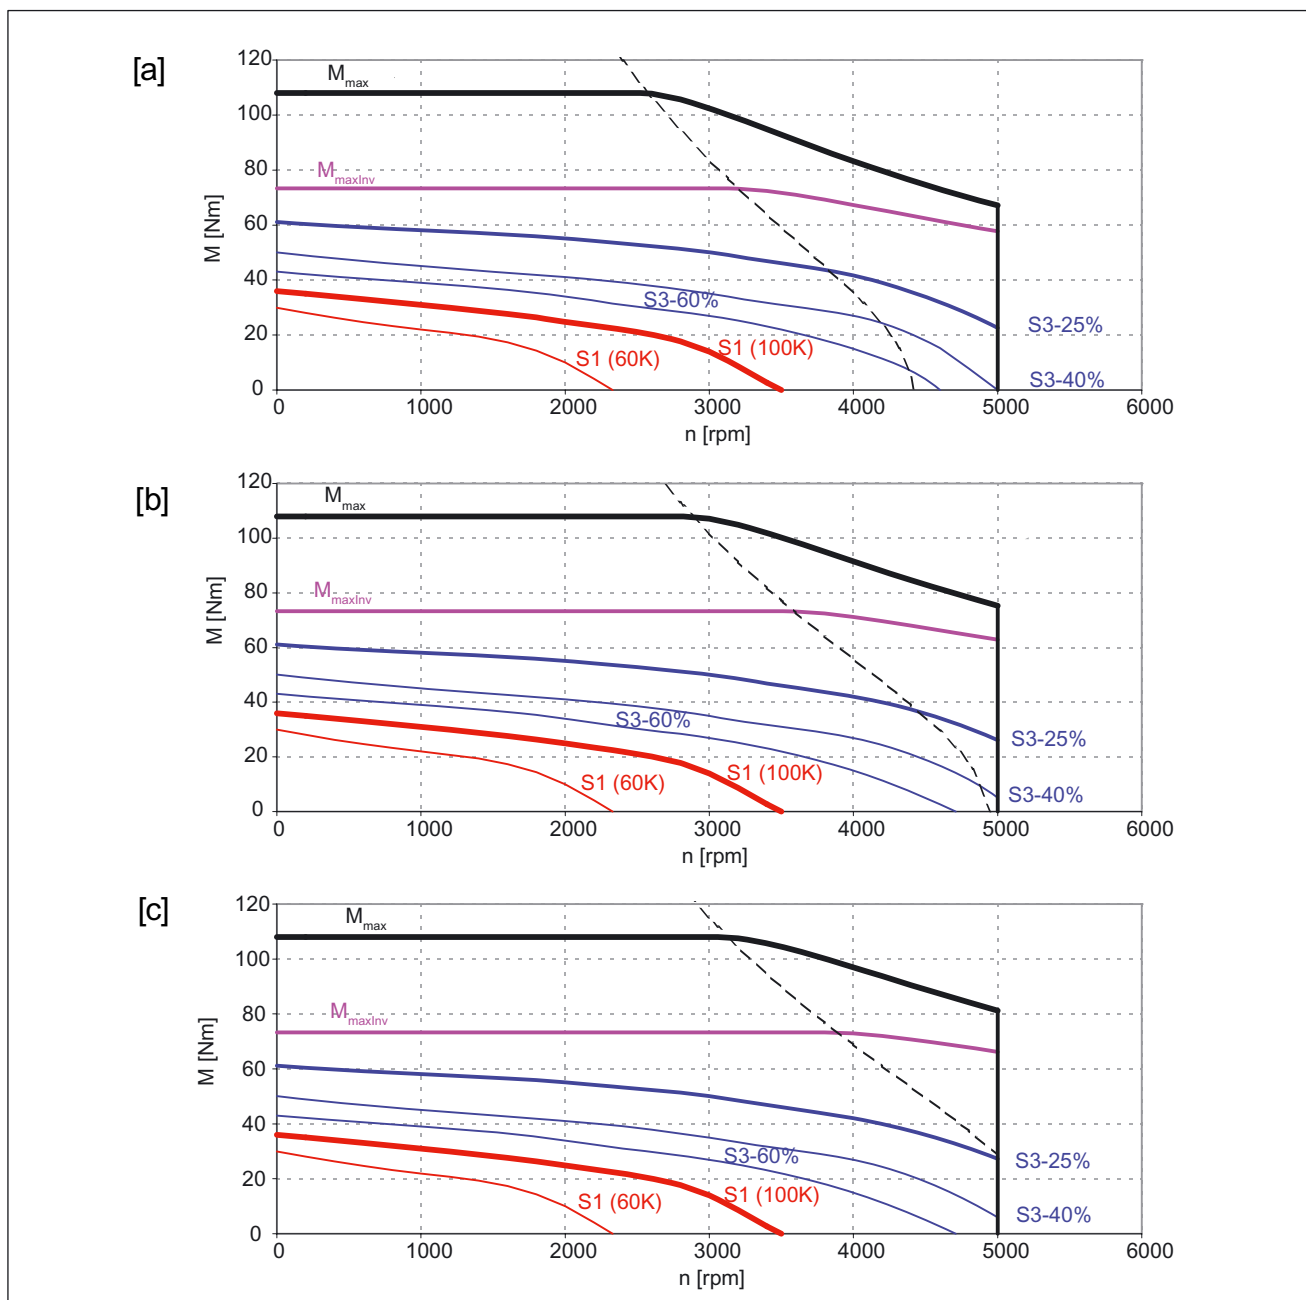 [a]
120
M max
100
80
M maxInv
M [Nm]
60
40
S3-60%
S3-25%
20
S1 (60K)
S1 (100K)
S3-40%
0
0 1000 2000 3000 4000 5000 6000
n [rpm]
[b]
120
M max
100
80
M maxInv
M [Nm]
60
40
S3-60%
S3-25%
20
S1 (60K)
S1 (100K)
S3-40%
0
0 1000 2000 3000 4000 5000 6000
n [rpm]
[c]
120
M max
100
80
M maxInv
M [Nm]
60
40
S3-60%
S3-25%
20
S1 (60K)
S1 (100K)
S3-40%
0
0 1000 2000 3000 4000 5000 6000
n [rpm]